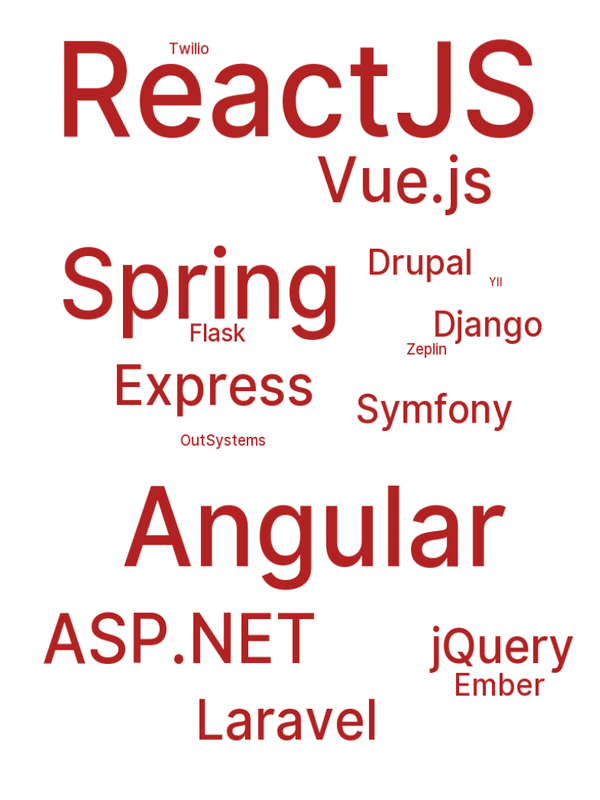 Twilio
ReactJS
Vue.js
Spring
Drupal
YII
Django
Flask
Zeplin
Express
Symfony
OutSystems
Angular
ASP.NET
jQuery
Ember
Laravel